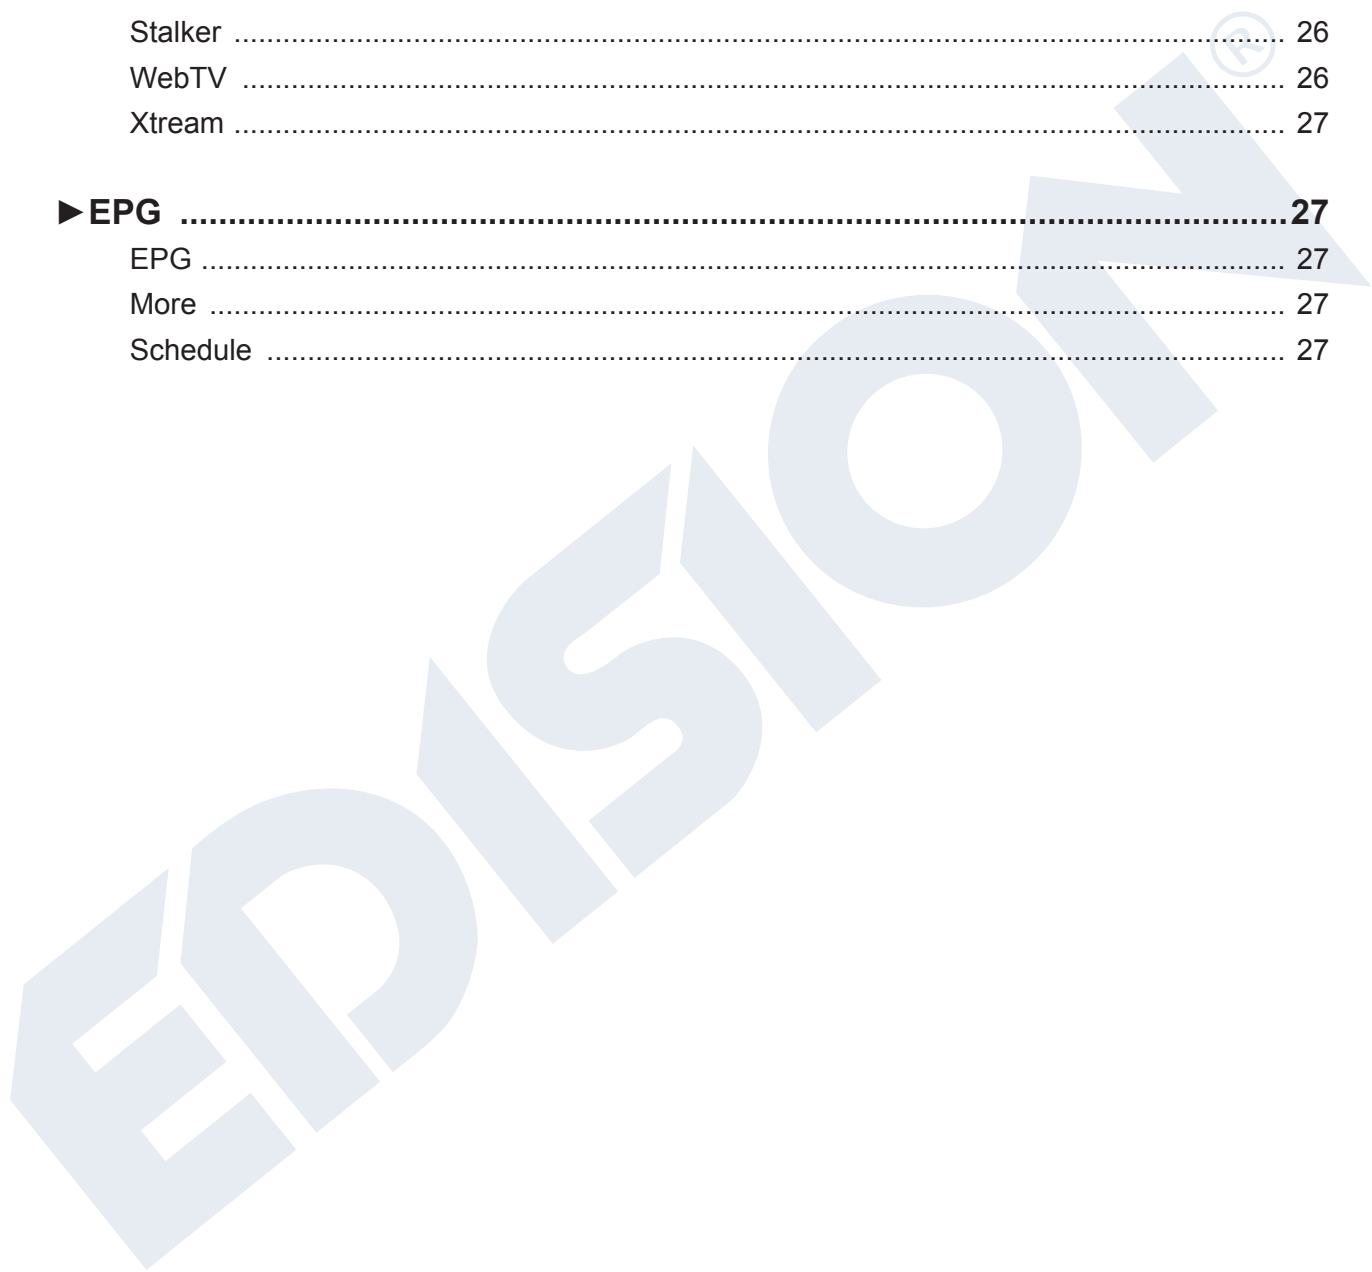 Stalker ........................................................................................................................................ 26
WebTV ........................................................................................................................................ 26
Xtream ........................................................................................................................................ 27
►EPG ....................................................................................................................27
EPG ........................................................................................................................................ 27
More ........................................................................................................................................ 27
Schedule ........................................................................................................................................ 27
EDISION®